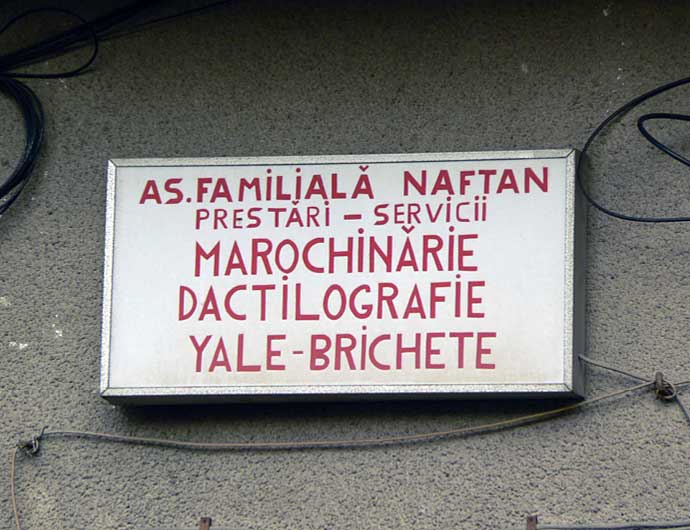 AS. FAMILIALĂ NAFTAN
PRESTĂRI - SERVICII
MAROCHINĂRIE
DACTILOGRAFIE
YALE-BRICHETE